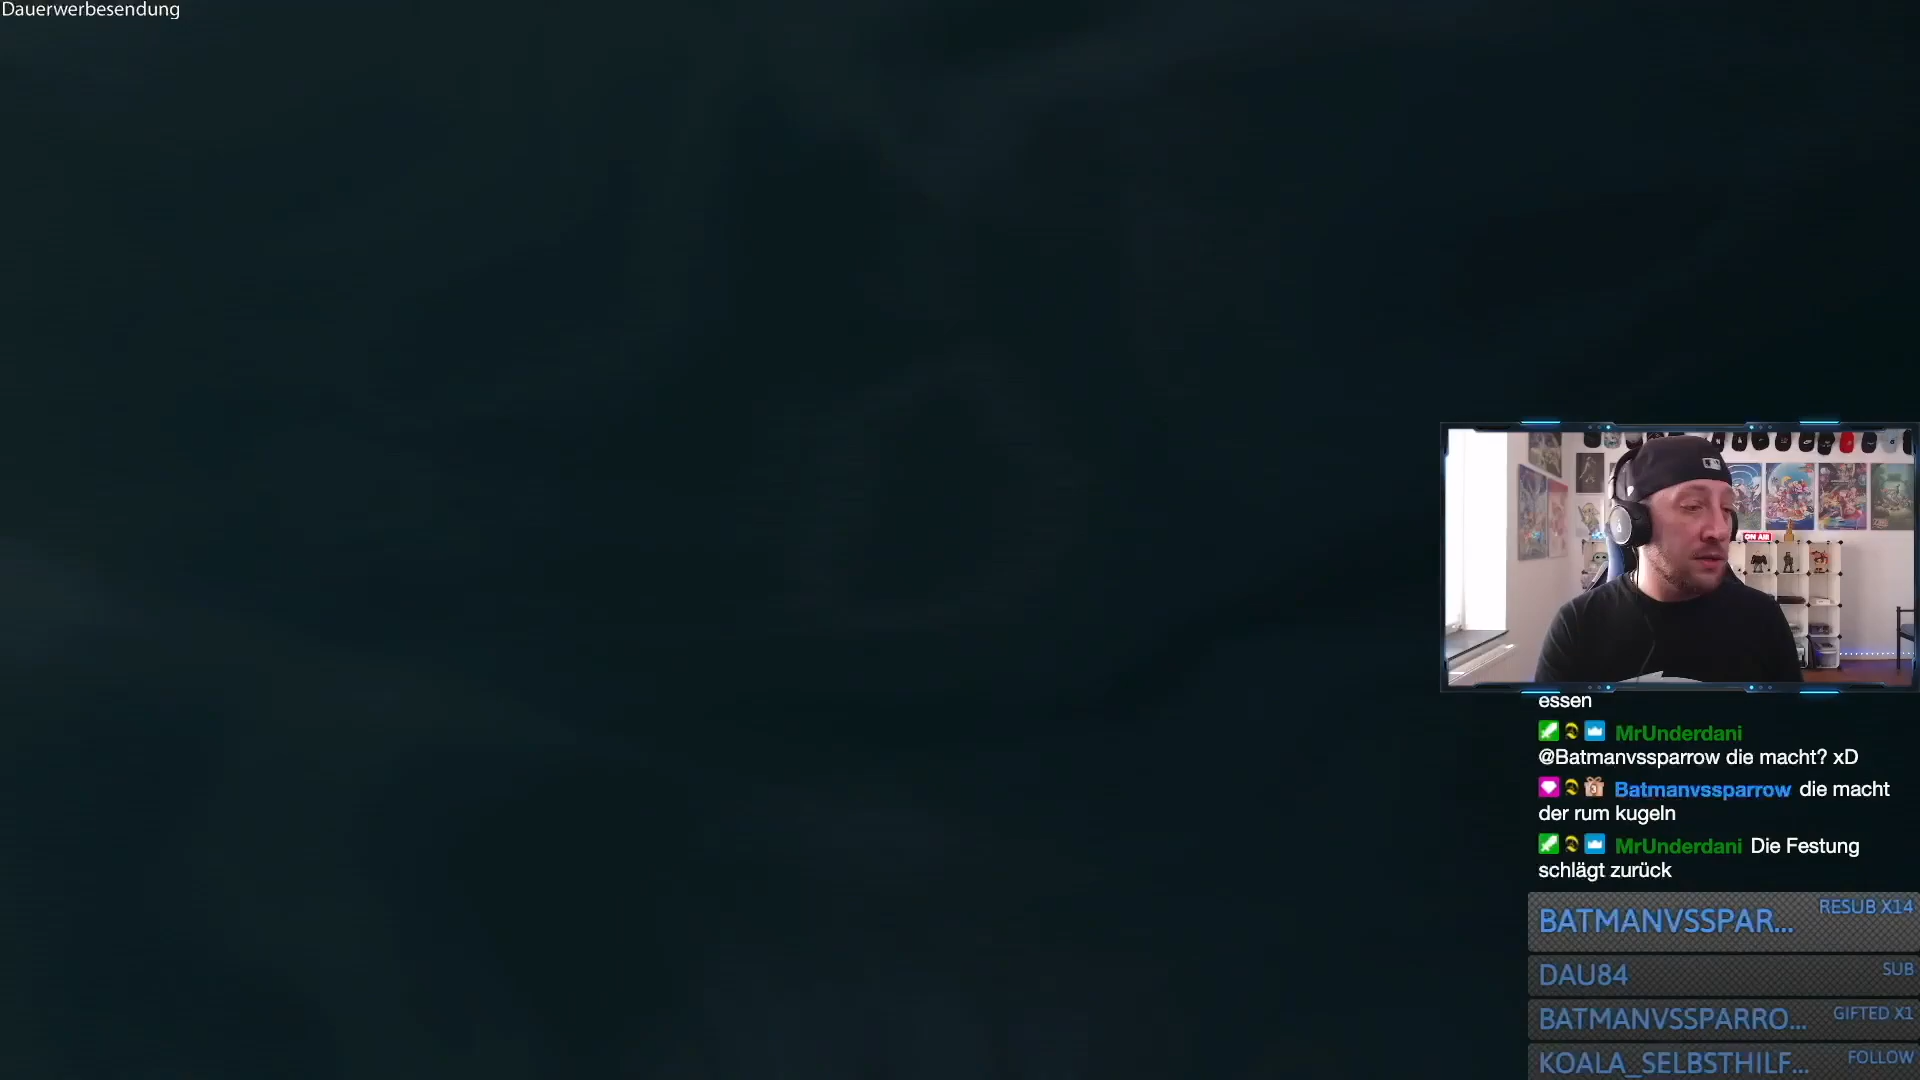 Dauerwerbesendung
ON AIR
essen
MrUnderdani
@Batmanvssparrow die macht? xD
Batmanvssparrow die macht
der rum kugeln
MrUnderdani Die Festung
schlägt zurück
BATMANVSSPAR... RESUB X14
DAU84 SUB
BATMANVSSPARRO... GIFTED X1
KOALA_SELBSTHILF... FOLLOW